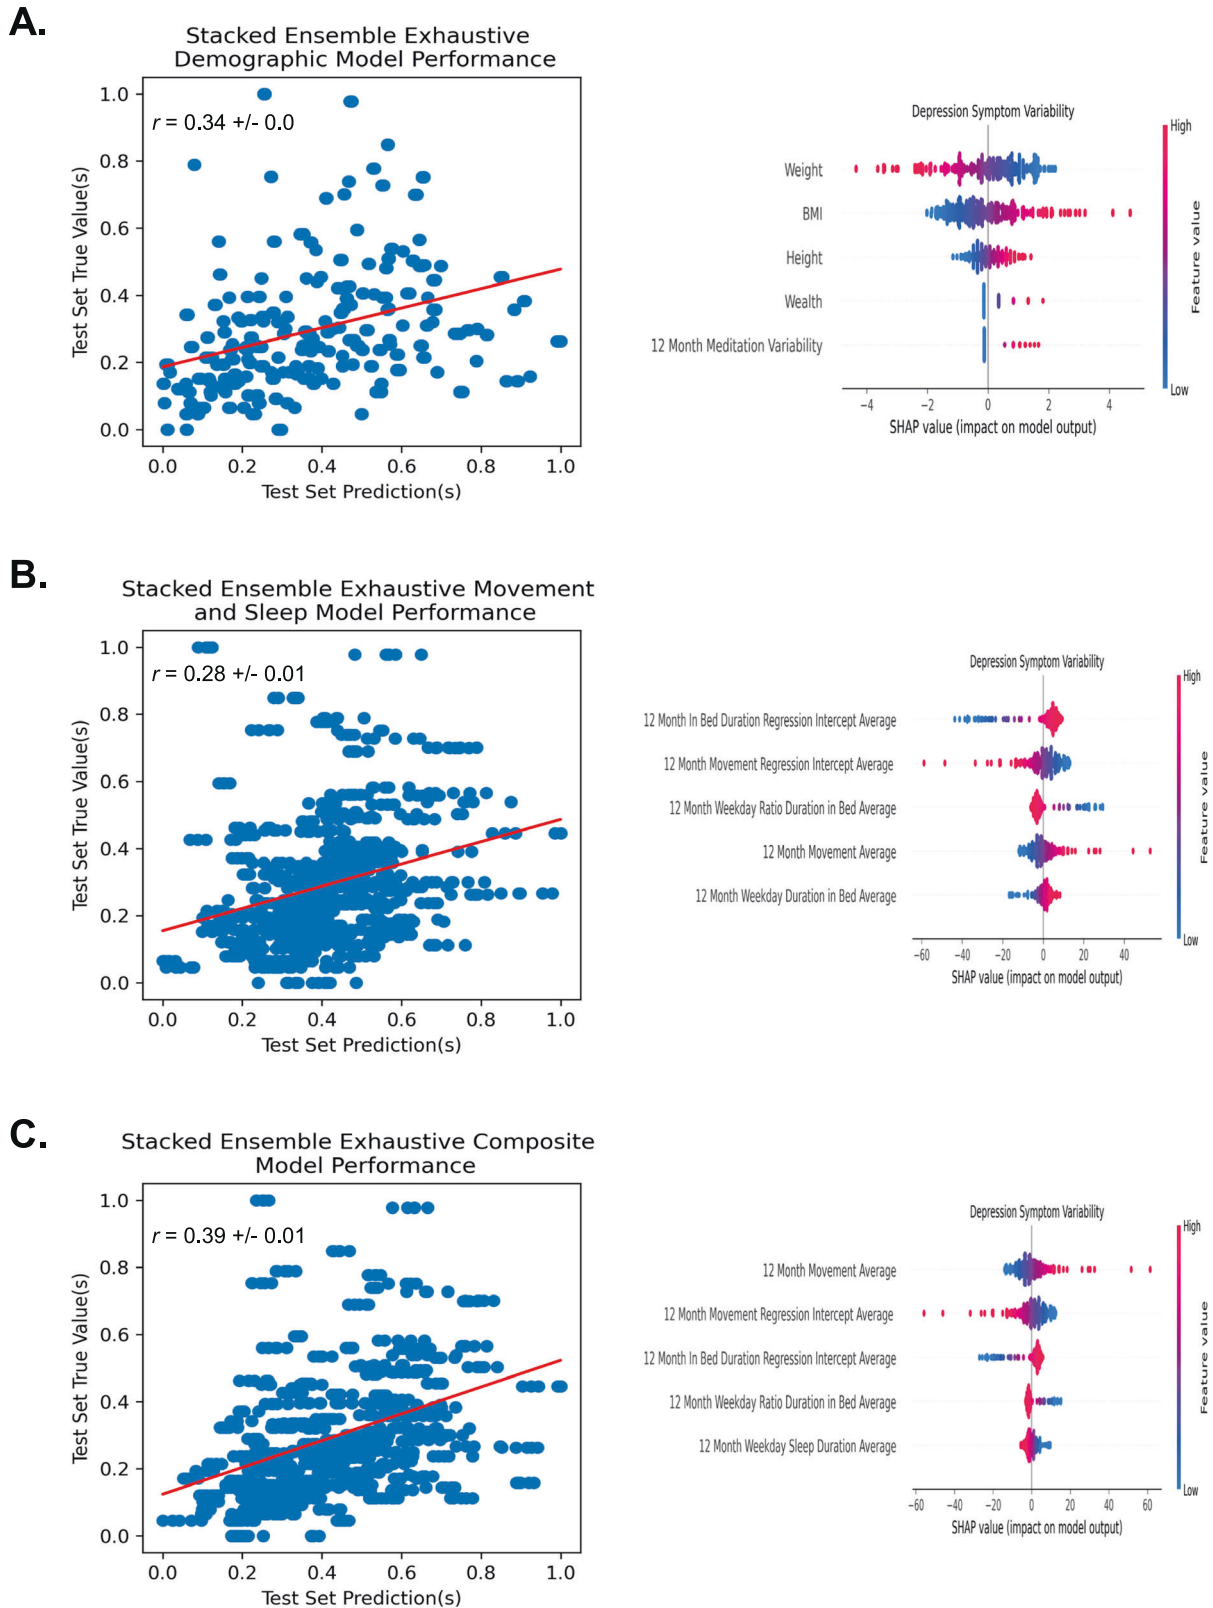 A.
Stacked Ensemble Exhaustive
Demographic Model Performance
r = 0.34 +/- 0.0
Test Set True Value(s)
1.0
0.8
0.6
0.4
0.2
0.0
0.0 0.2 0.4 0.6 0.8 1.0
Test Set Prediction(s)
Depression Symptom Variability
Weight
BMI
Height
Wealth
12 Month Meditation Variability
−4 −2 0 2 4
SHAP value (impact on model output)
High
Feature value
Low
B.
Stacked Ensemble Exhaustive Movement
and Sleep Model Performance
r = 0.28 +/- 0.01
Test Set True Value(s)
1.0
0.8
0.6
0.4
0.2
0.0
0.0 0.2 0.4 0.6 0.8 1.0
Test Set Prediction(s)
Depression Symptom Variability
12 Month In Bed Duration Regression Intercept Average
12 Month Movement Regression Intercept Average
12 Month Weekday Ratio Duration in Bed Average
12 Month Movement Average
12 Month Weekday Duration in Bed Average
−60 −40 −20 0 20 40
SHAP value (impact on model output)
High
Feature value
Low
C.
Stacked Ensemble Exhaustive Composite
Model Performance
r = 0.39 +/- 0.01
Test Set True Value(s)
1.0
0.8
0.6
0.4
0.2
0.0
0.0 0.2 0.4 0.6 0.8 1.0
Test Set Prediction(s)
Depression Symptom Variability
12 Month Movement Average
12 Month Movement Regression Intercept Average
12 Month In Bed Duration Regression Intercept Average
12 Month Weekday Ratio Duration in Bed Average
12 Month Weekday Sleep Duration Average
−60 −40 −20 0 20 40 60
SHAP value (impact on model output)
High
Feature value
Low